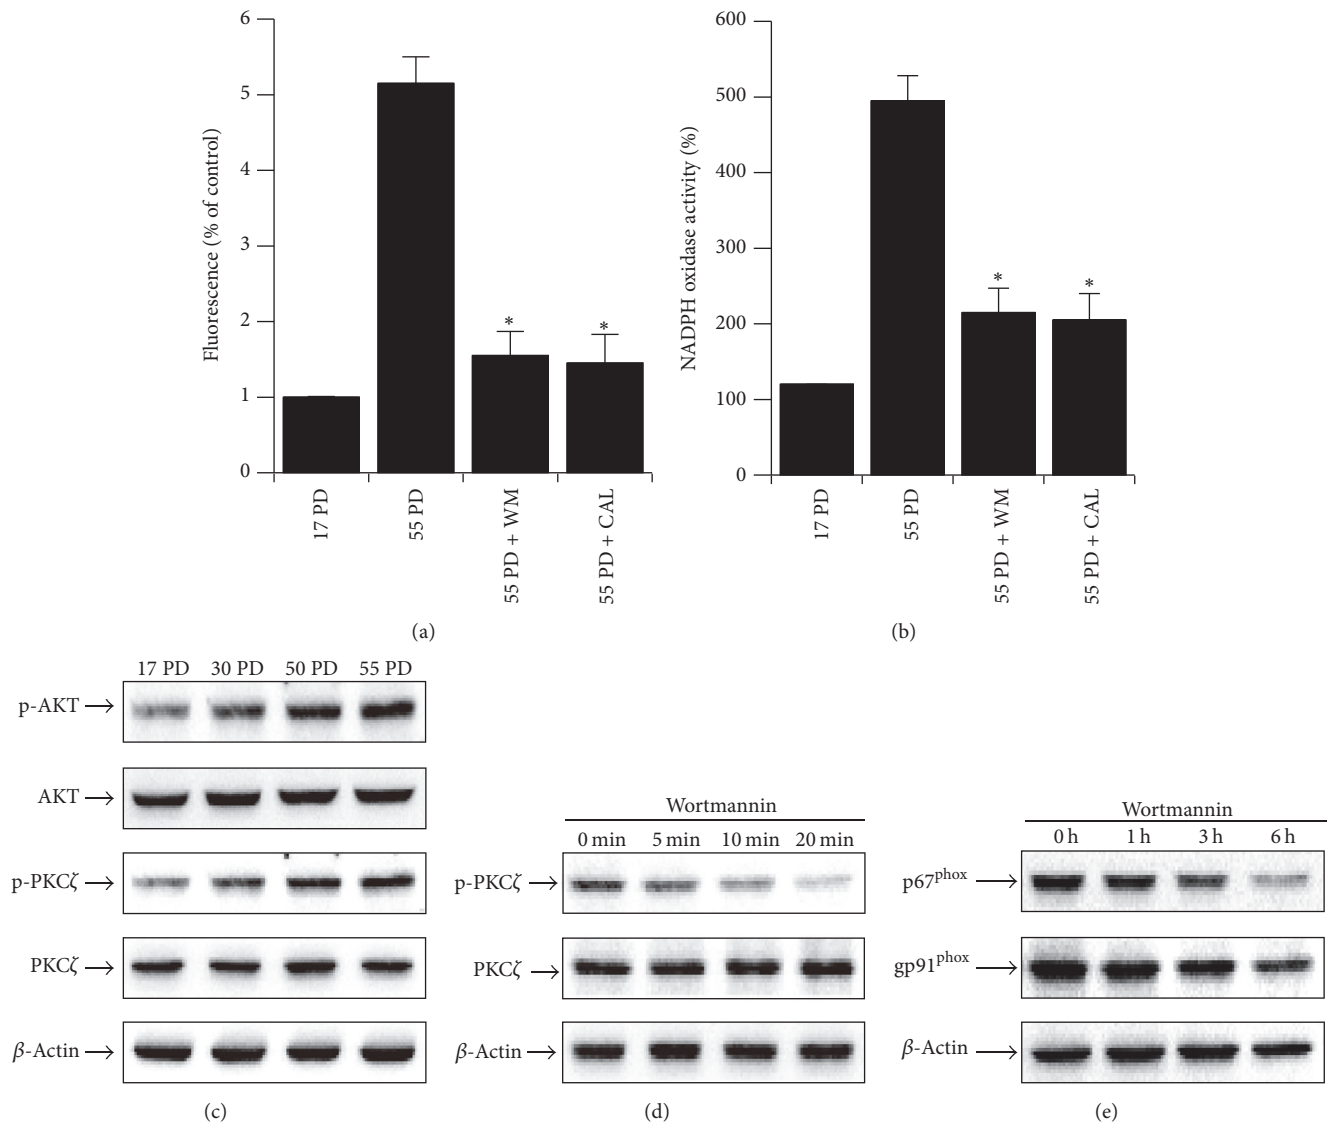 Fluorescence (% of control)
6
5
4
3
2
1
0
* *
17 PD
55 PD
55 PD + WM
55 PD + CAL
(a)
NADPH oxidase activity (%)
600
500
400
300
200
100
0
* *
17 PD
55 PD
55 PD + WM
55 PD + CAL
(b)
17 PD 30 PD 50 PD 55 PD
p-AKT
AKT
p-PKCζ
PKCζ
β-Actin
(c)
Wortmannin
0 min 5 min 10 min 20 min
p-PKCζ
PKCζ
β-Actin
(d)
Wortmannin
0 h 1 h 3 h 6 h
p67phox
gp91phox
β-Actin
(e)